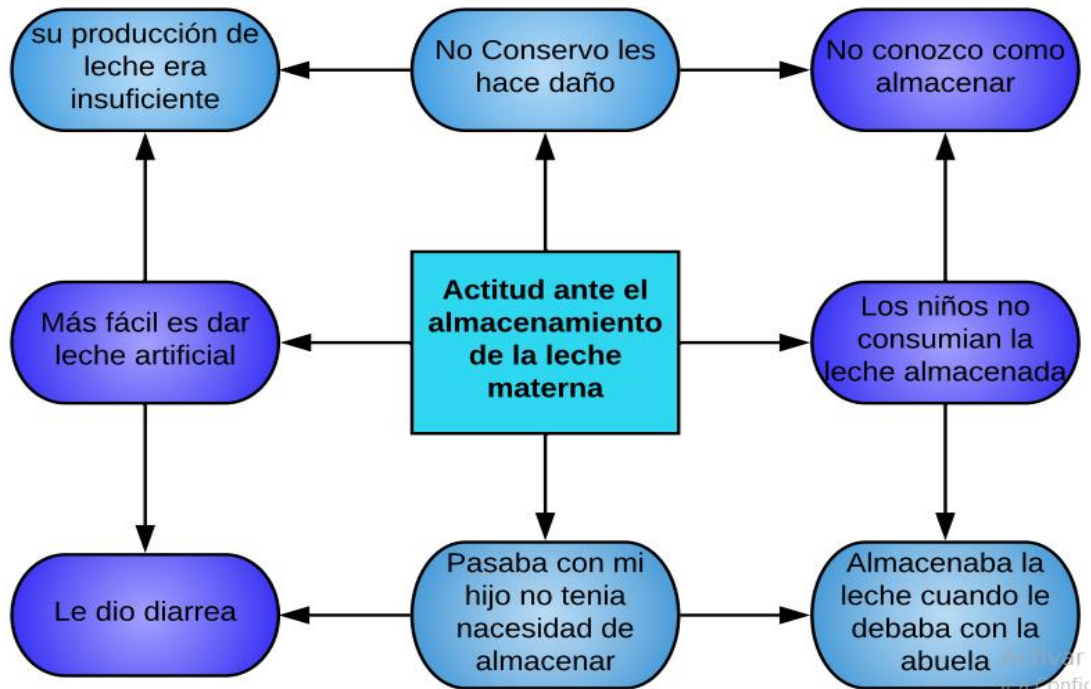 su producción de
leche era
insuficiente
No Conservo les
hace daño
No conozco como
almacenar
Más fácil es dar
leche artificial
Actitud ante el
almacenamiento
de la leche
materna
Los niños no
consumian la
leche almacenada
Le dio diarrea
Pasaba con mi
hijo no tenia
nacesidad de
almacenar
Almacenaba la
leche cuando le
debaba con la
abuela